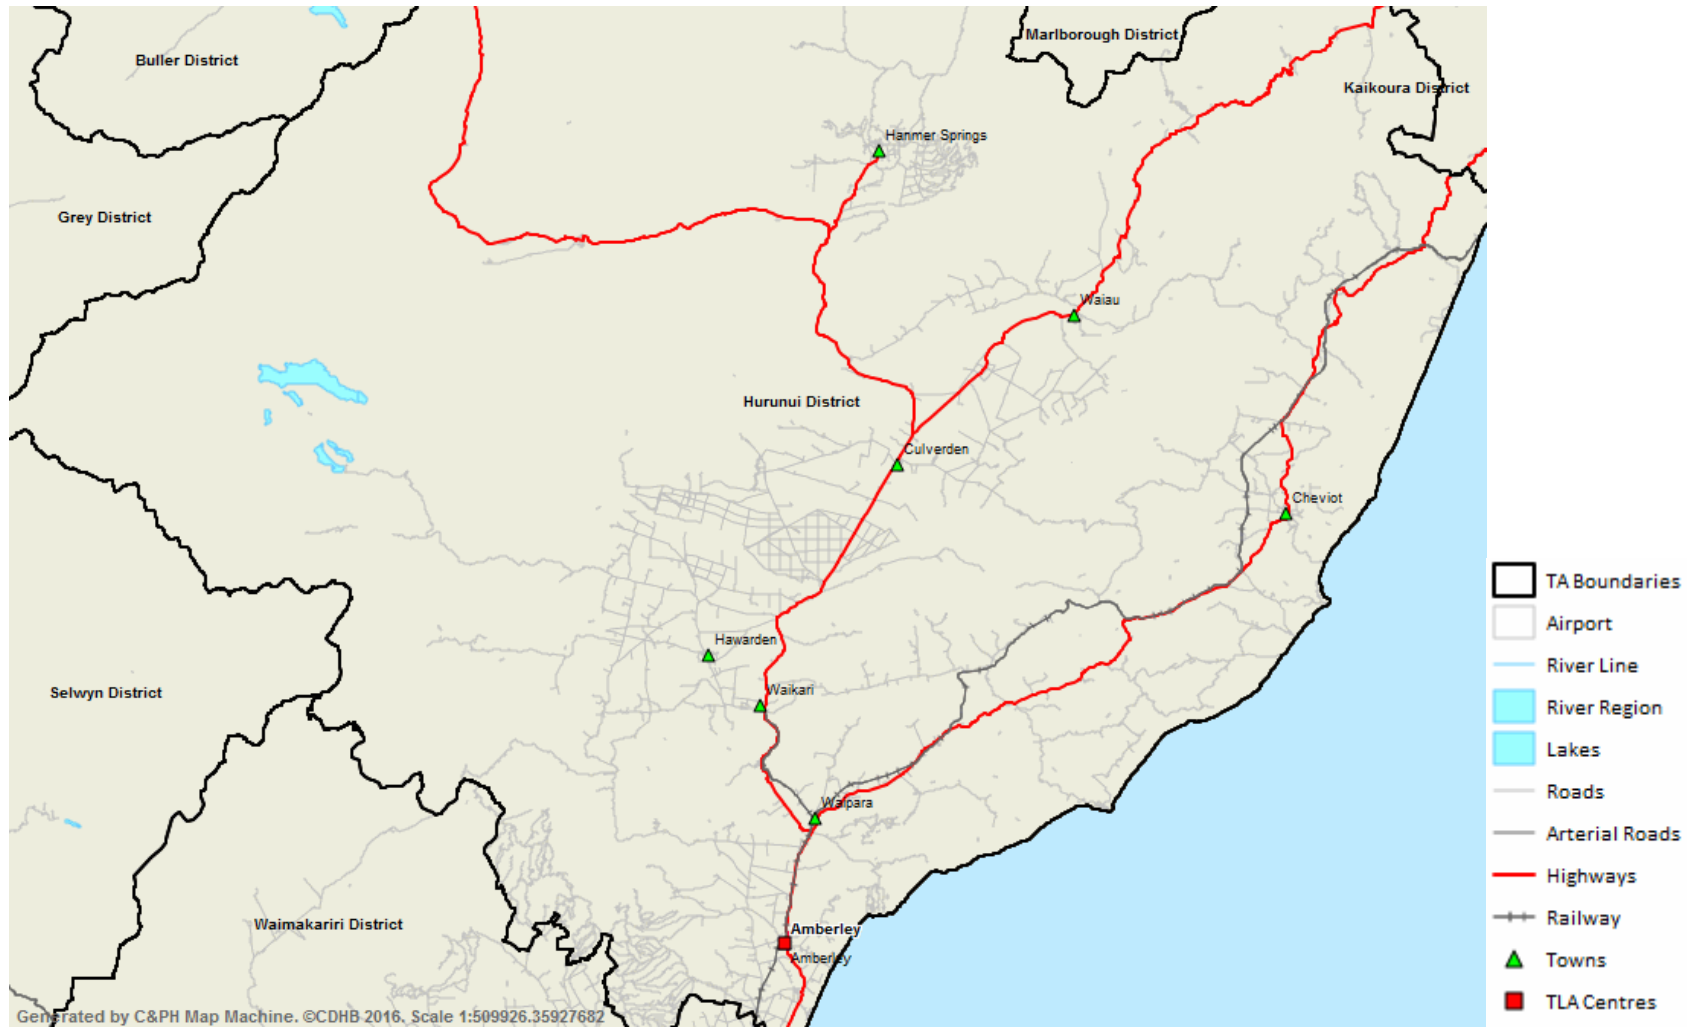 Marlborough District
Buller District
Kaikoura District
Hanmer Springs
Grey District
Waiau
Hurunui District
Culverden
Cheviot
Hawarden
Waikari
Selwyn District
Waipara
Waimakariri District
Amberley
Amberley
Generated by C&PH Map Machine. ©CDHB 2016. Scale 1:509926.35927682
TA Boundaries
Airport
River Line
River Region
Lakes
Roads
Arterial Roads
Highways
Railway
Towns
TLA Centres